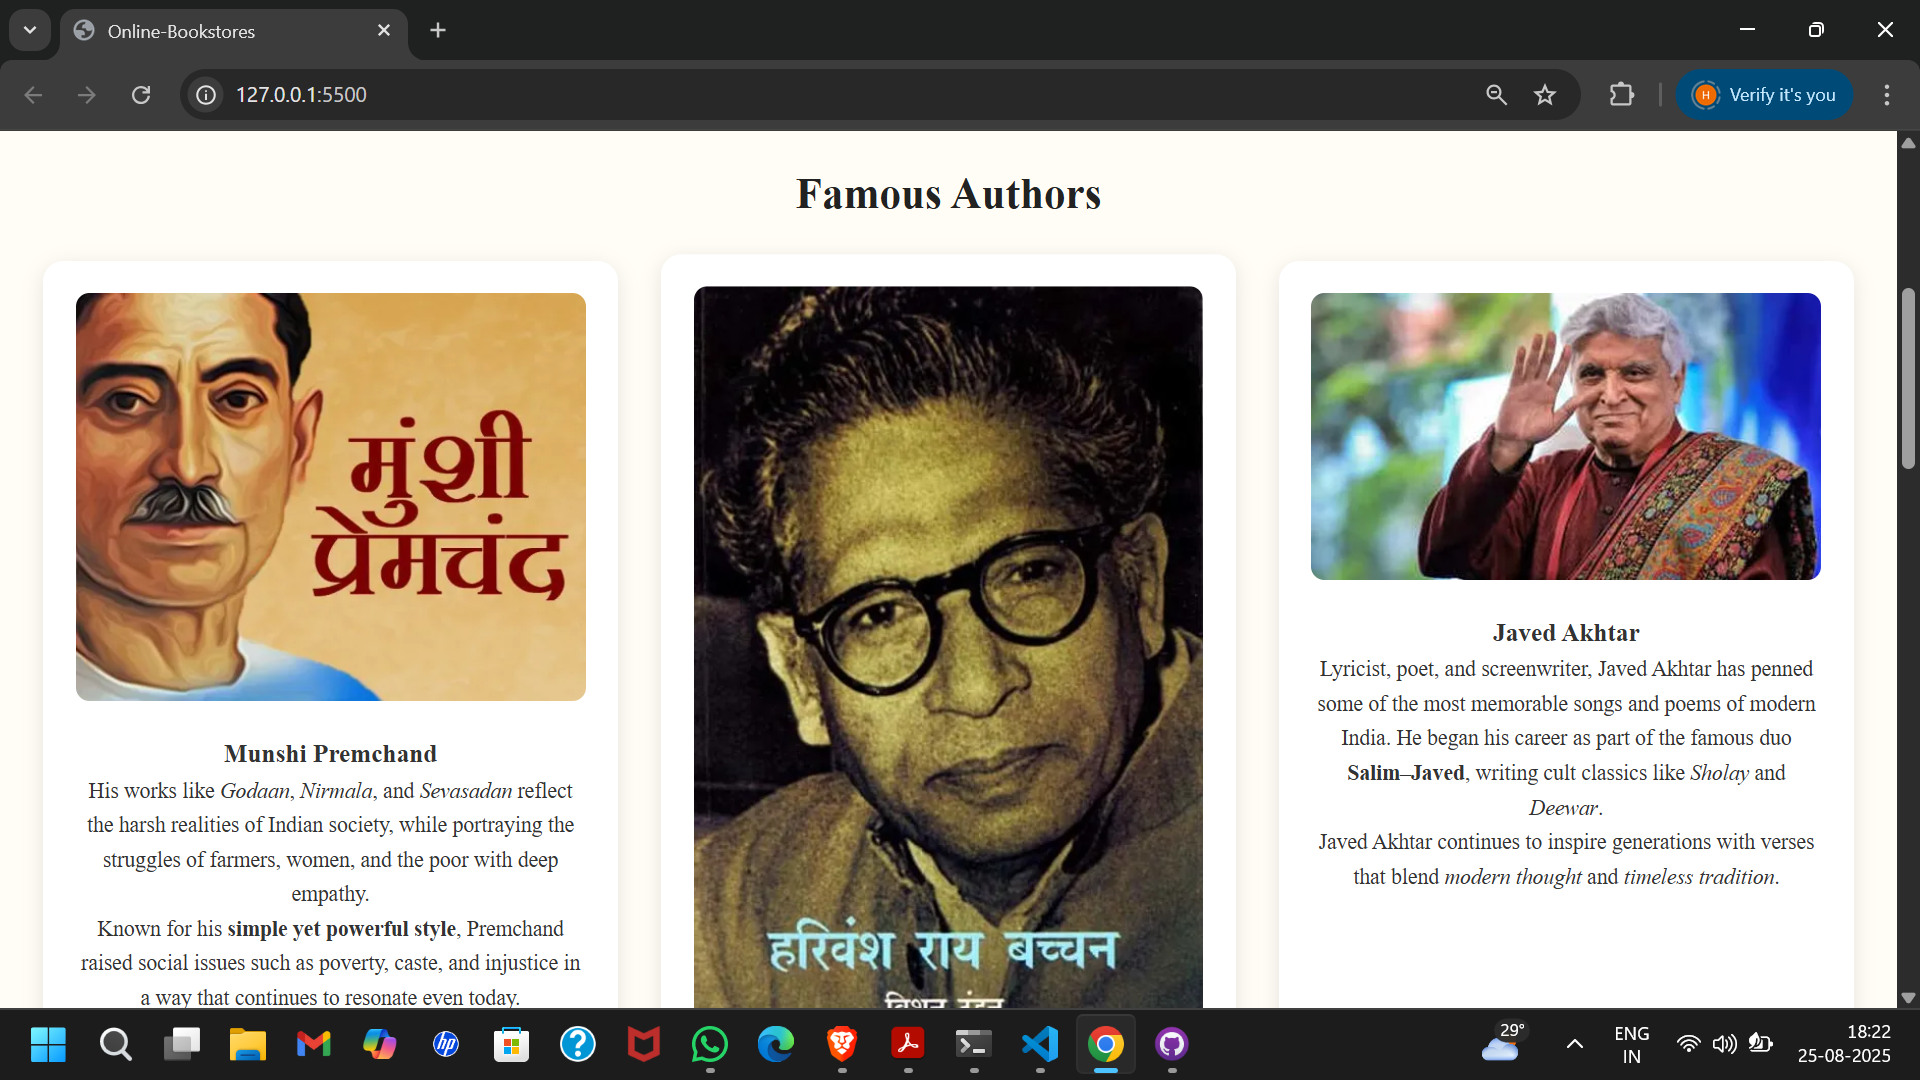 Online-Bookstores
127.0.0.1:5500
H
Verify it's you
Famous Authors
मुंशी
प्रेमचंद
Munshi Premchand
His works like Godaan, Nirmala, and Sevasadan reflect
the harsh realities of Indian society, while portraying the
struggles of farmers, women, and the poor with deep
empathy.
Known for his simple yet powerful style, Premchand
raised social issues such as poverty, caste, and injustice in
a way that continues to resonate even today.
हरिवंश राय बच्चन
Javed Akhtar
Lyricist, poet, and screenwriter, Javed Akhtar has penned
some of the most memorable songs and poems of modern
India. He began his career as part of the famous duo
Salim–Javed, writing cult classics like Sholay and
Deewar.
Javed Akhtar continues to inspire generations with verses
that blend modern thought and timeless tradition.
hp
29°
ENG
IN
18:22
25-08-2025